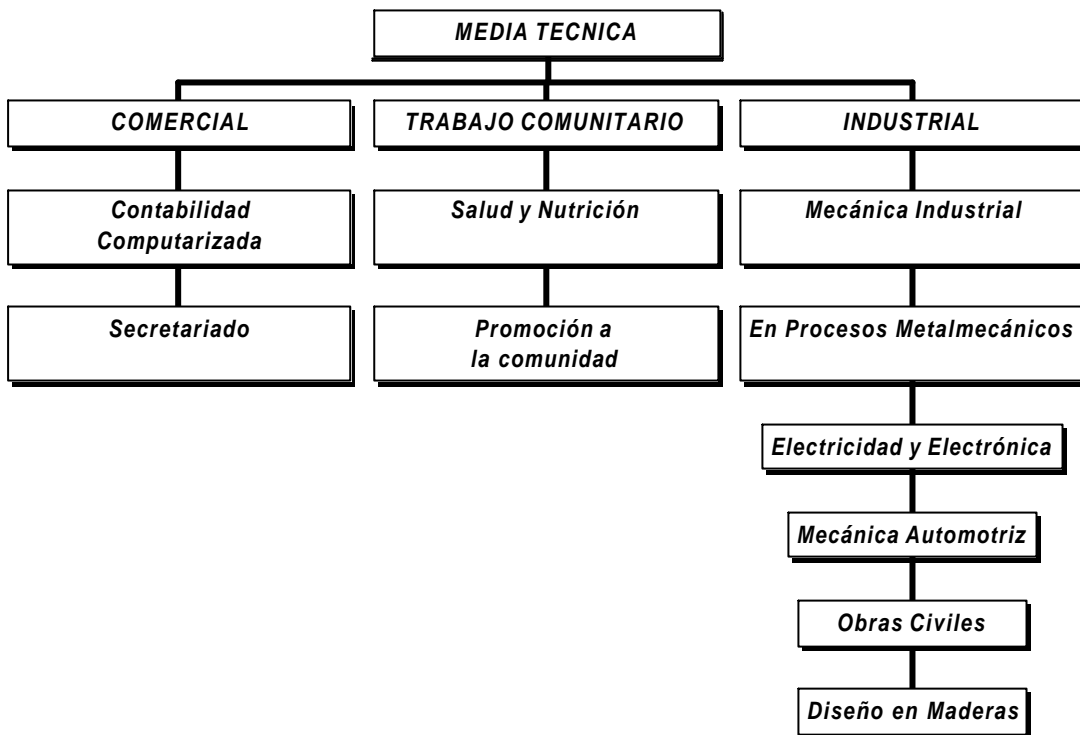 MEDIA TECNICA
COMERCIAL
TRABAJO COMUNITARIO
INDUSTRIAL
Contabilidad
Computarizada
Salud y Nutrición
Mecánica Industrial
Secretariado
Promoción a
la comunidad
En Procesos Metalmecánicos
Electricidad y Electrónica
Mecánica Automotriz
Obras Civiles
Diseño en Maderas